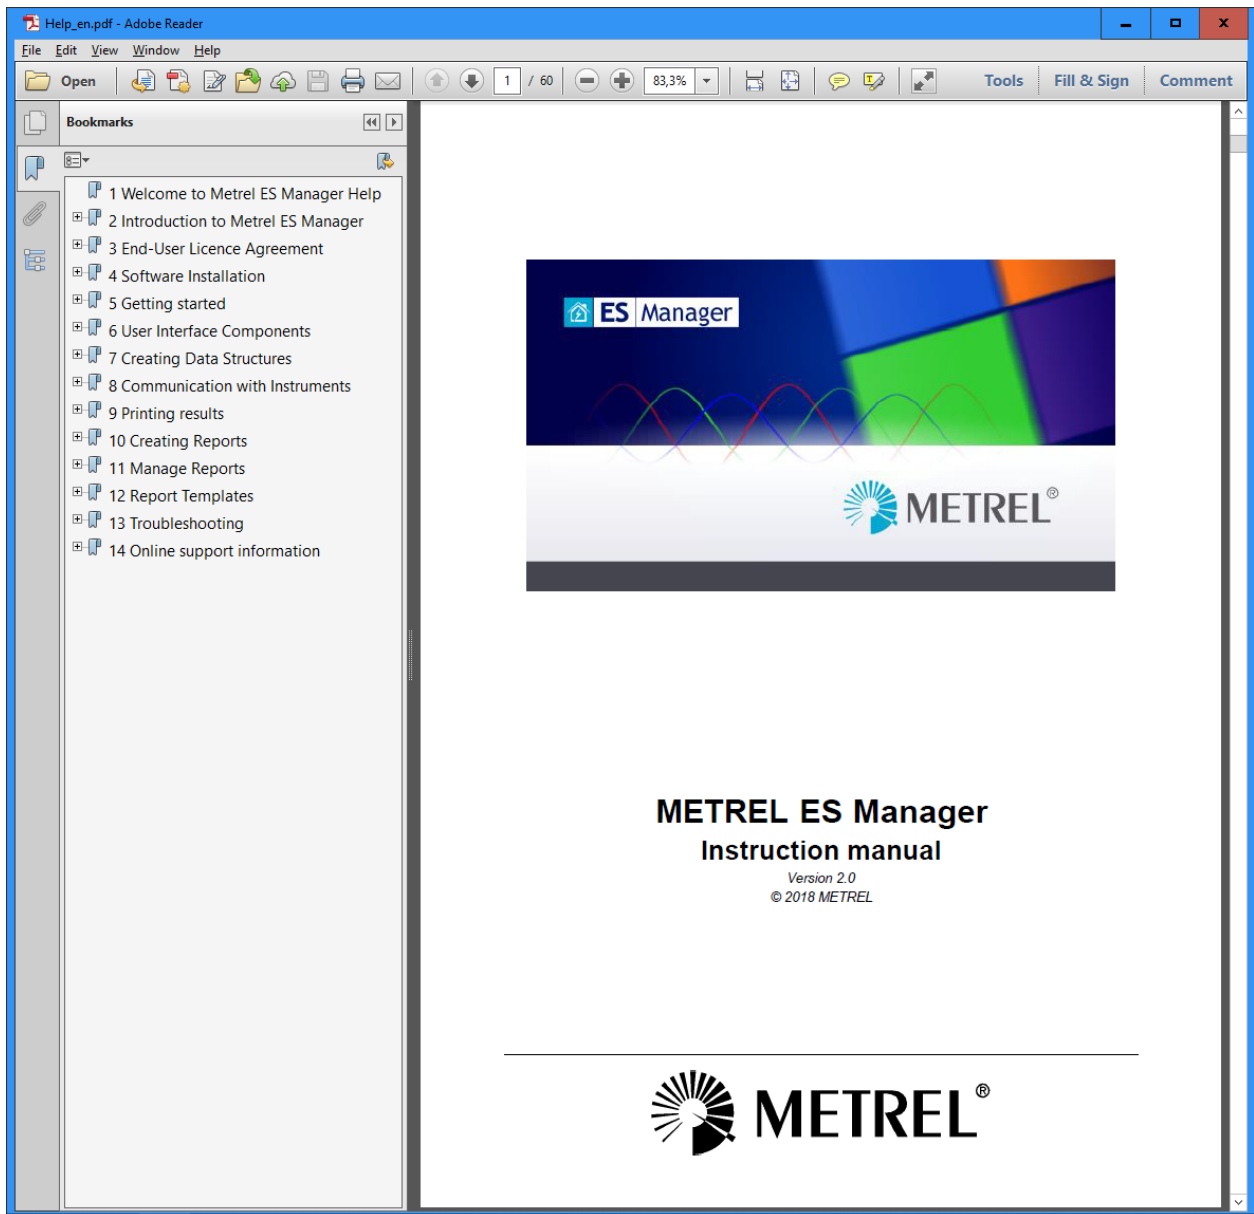 Help_en.pdf - Adobe Reader
File Edit View Window Help
Open 1 / 60 83,3% Tools Fill & Sign Comment
Bookmarks
1 Welcome to Metrel ES Manager Help
2 Introduction to Metrel ES Manager
3 End-User Licence Agreement
4 Software Installation
5 Getting started
6 User Interface Components
7 Creating Data Structures
8 Communication with Instruments
9 Printing results
10 Creating Reports
11 Manage Reports
12 Report Templates
13 Troubleshooting
14 Online support information
ES Manager
METREL®
METREL ES Manager
Instruction manual
Version 2.0
© 2018 METREL
METREL®